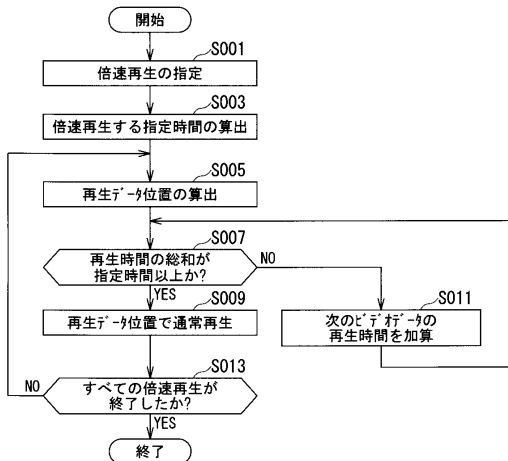 開始
S001
倍速再生の指定
S003
倍速再生する指定時間の算出
S005
再生データ位置の算出
S007
再生時間の総和が
指定時間以上か?
NO
YES
S009
再生データ位置で通常再生
S011
次のビデオデータの
再生時間を加算
S013
すべての倍速再生が
終了したか?
NO
YES
終了